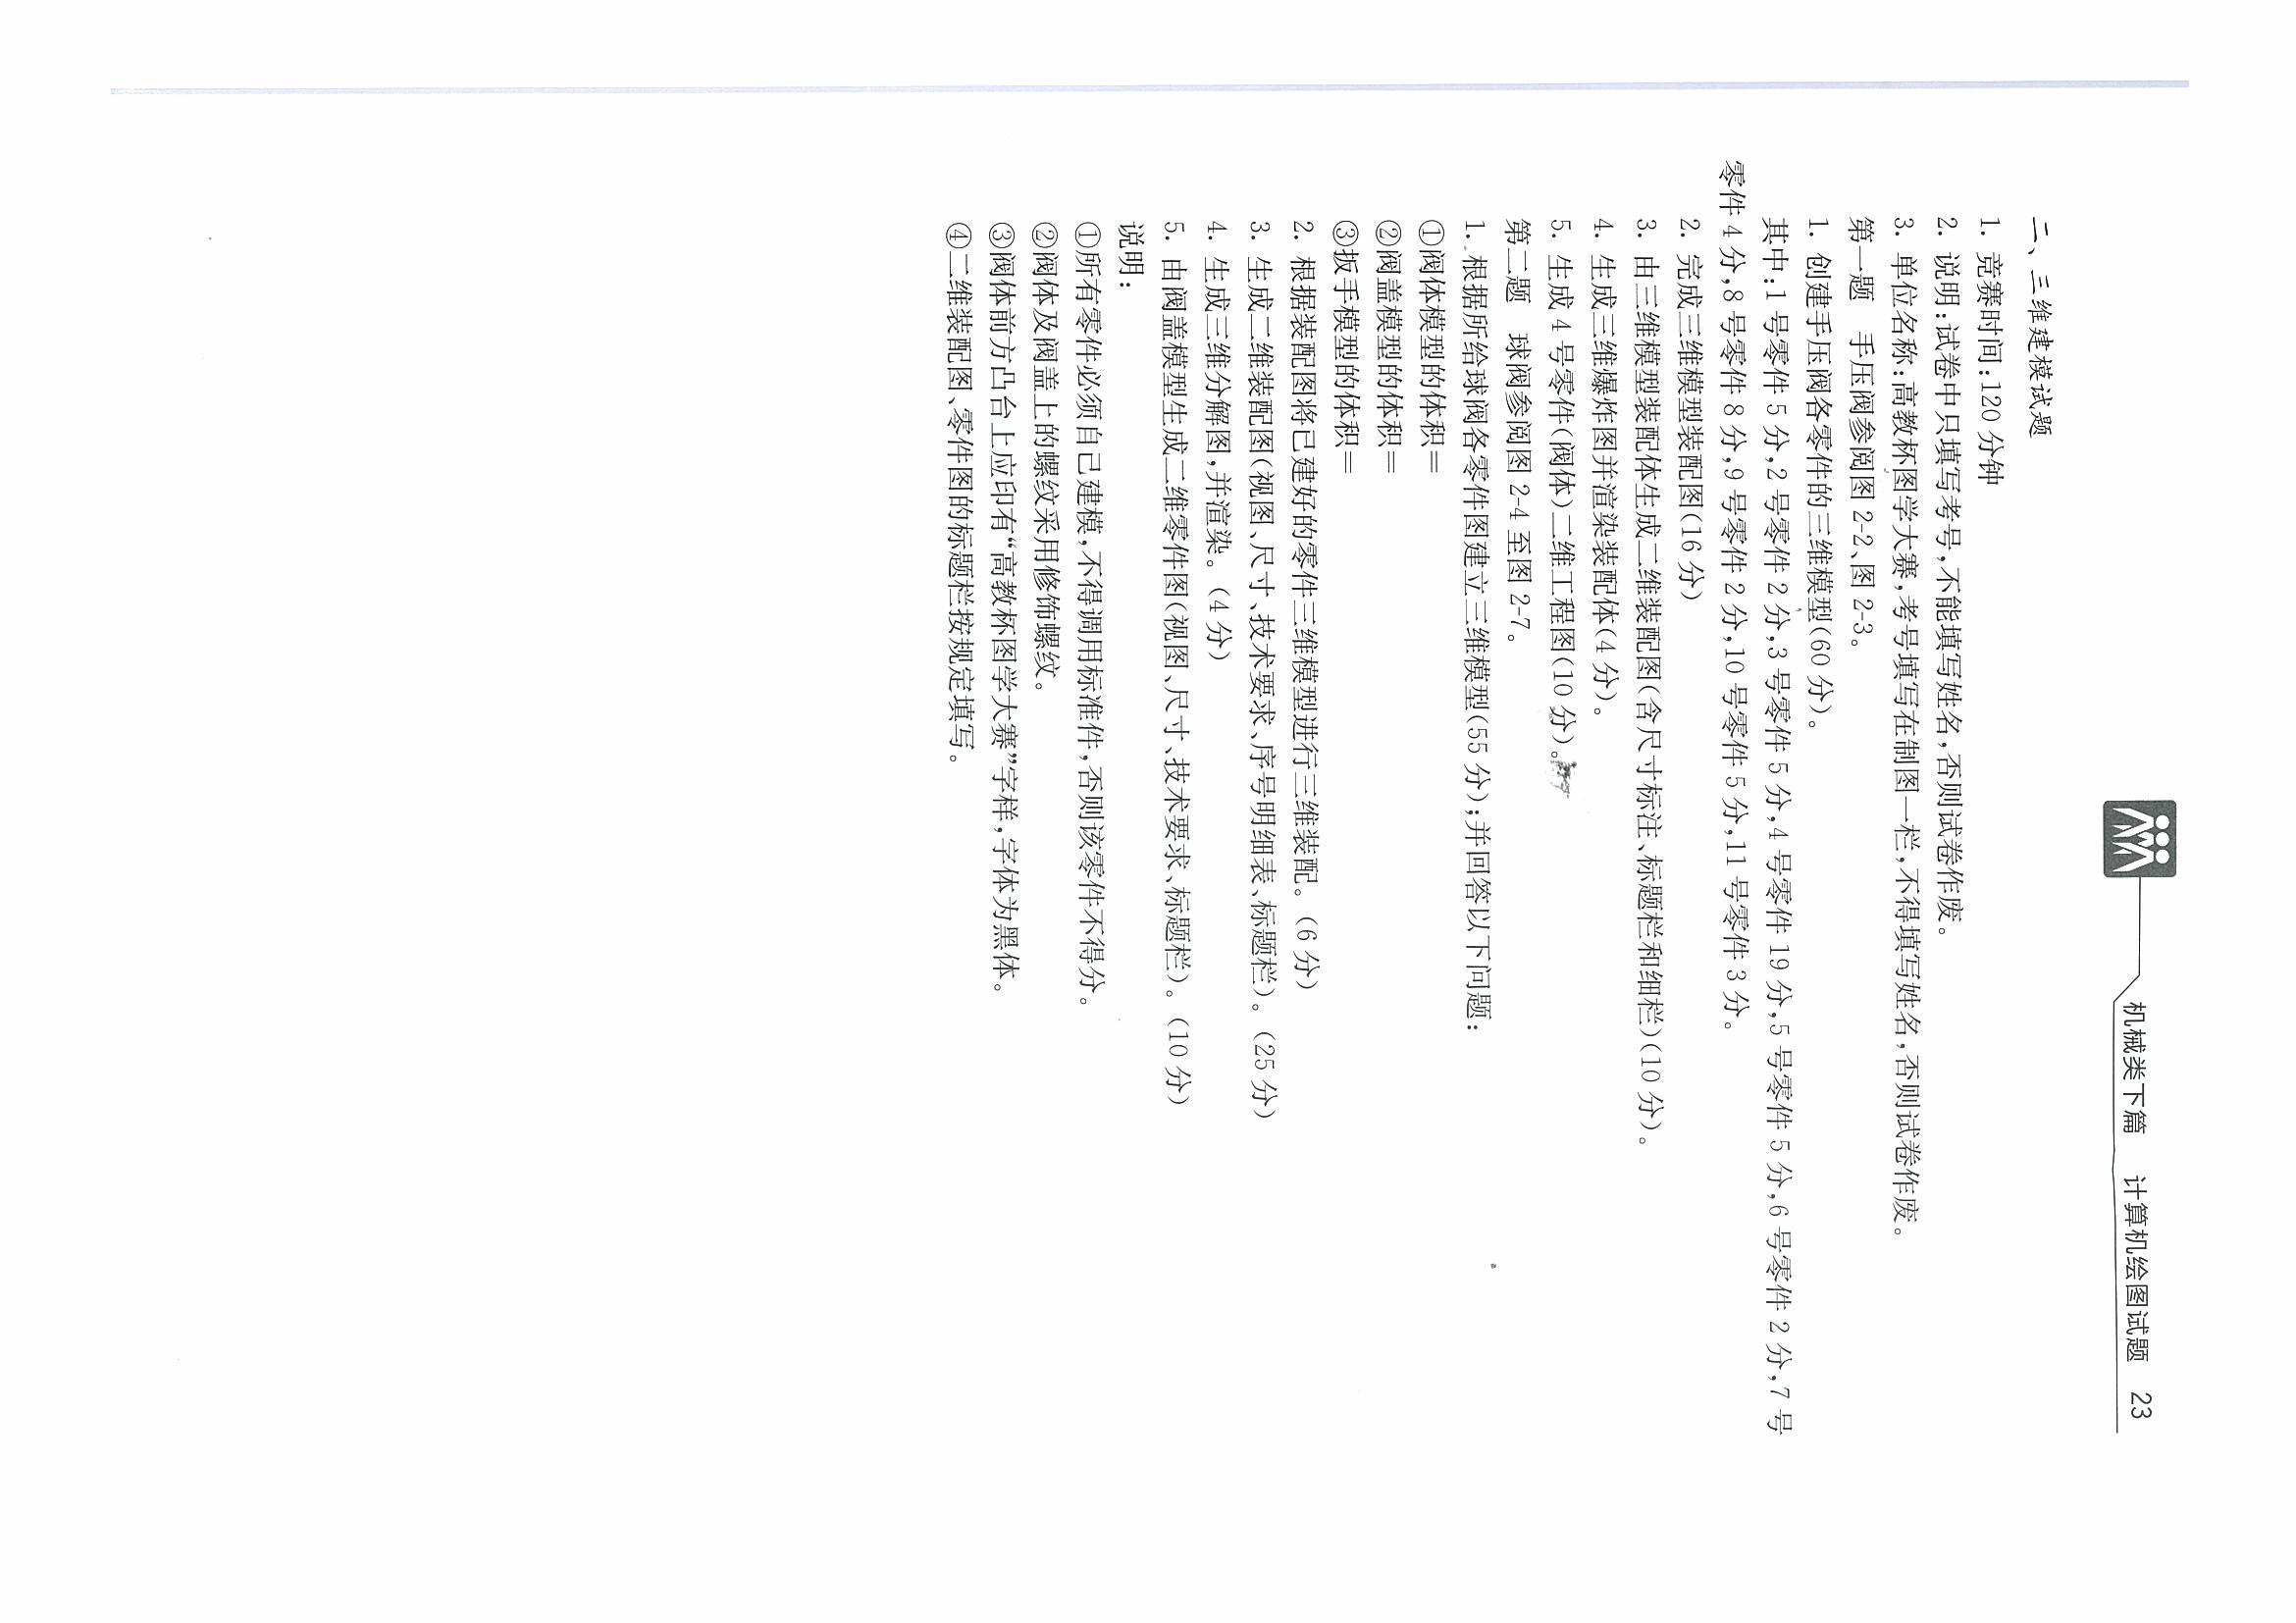 机械类下篇 计算机绘图试题 23
二、三维建模试题
1. 竞赛时间:120 分钟
2. 说明:试卷中只填写考号,不能填写姓名,否则试卷作废。
3. 单位名称:高教杯图学大赛,考号填写在制图一栏,不得填写姓名,否则试卷作废。
第一题 手压阀参阅图 2-2、图 2-3。
1. 创建手压阀各零件的三维模型(60 分)。
其中:1 号零件 5 分,2 号零件 2 分,3 号零件 5 分,4 号零件 19 分,5 号零件 5 分,6 号零件 2 分,7 号
零件 4 分,8 号零件 8 分,9 号零件 2 分,10 号零件 5 分,11 号零件 3 分。
2. 完成三维模型装配图(16 分)
3. 由三维模型装配体生成二维装配图(含尺寸标注、标题栏和细栏)(10 分)。
4. 生成三维爆炸图并渲染装配体(4 分)。
5. 生成 4 号零件(阀体)二维工程图(10 分)。
第二题 球阀参阅图 2-4 至图 2-7。
1. 根据所给球阀各零件图建立三维模型(55 分);并回答以下问题:
①阀体模型的体积=
②阀盖模型的体积=
③扳手模型的体积=
2. 根据装配图将已建好的零件三维模型进行三维装配。(6 分)
3. 生成二维装配图(视图、尺寸、技术要求、序号明细表、标题栏)。(25 分)
4. 生成三维分解图,并渲染。(4 分)
5. 由阀盖模型生成二维零件图(视图、尺寸、技术要求、标题栏)。(10 分)
说明:
①所有零件必须自己建模,不得调用标准件,否则该零件不得分。
②阀体及阀盖上的螺纹采用修饰螺纹。
③阀体前方凸台上应印有“高教杯图学大赛”字样,字体为黑体。
④二维装配图、零件图的标题栏按规定填写。